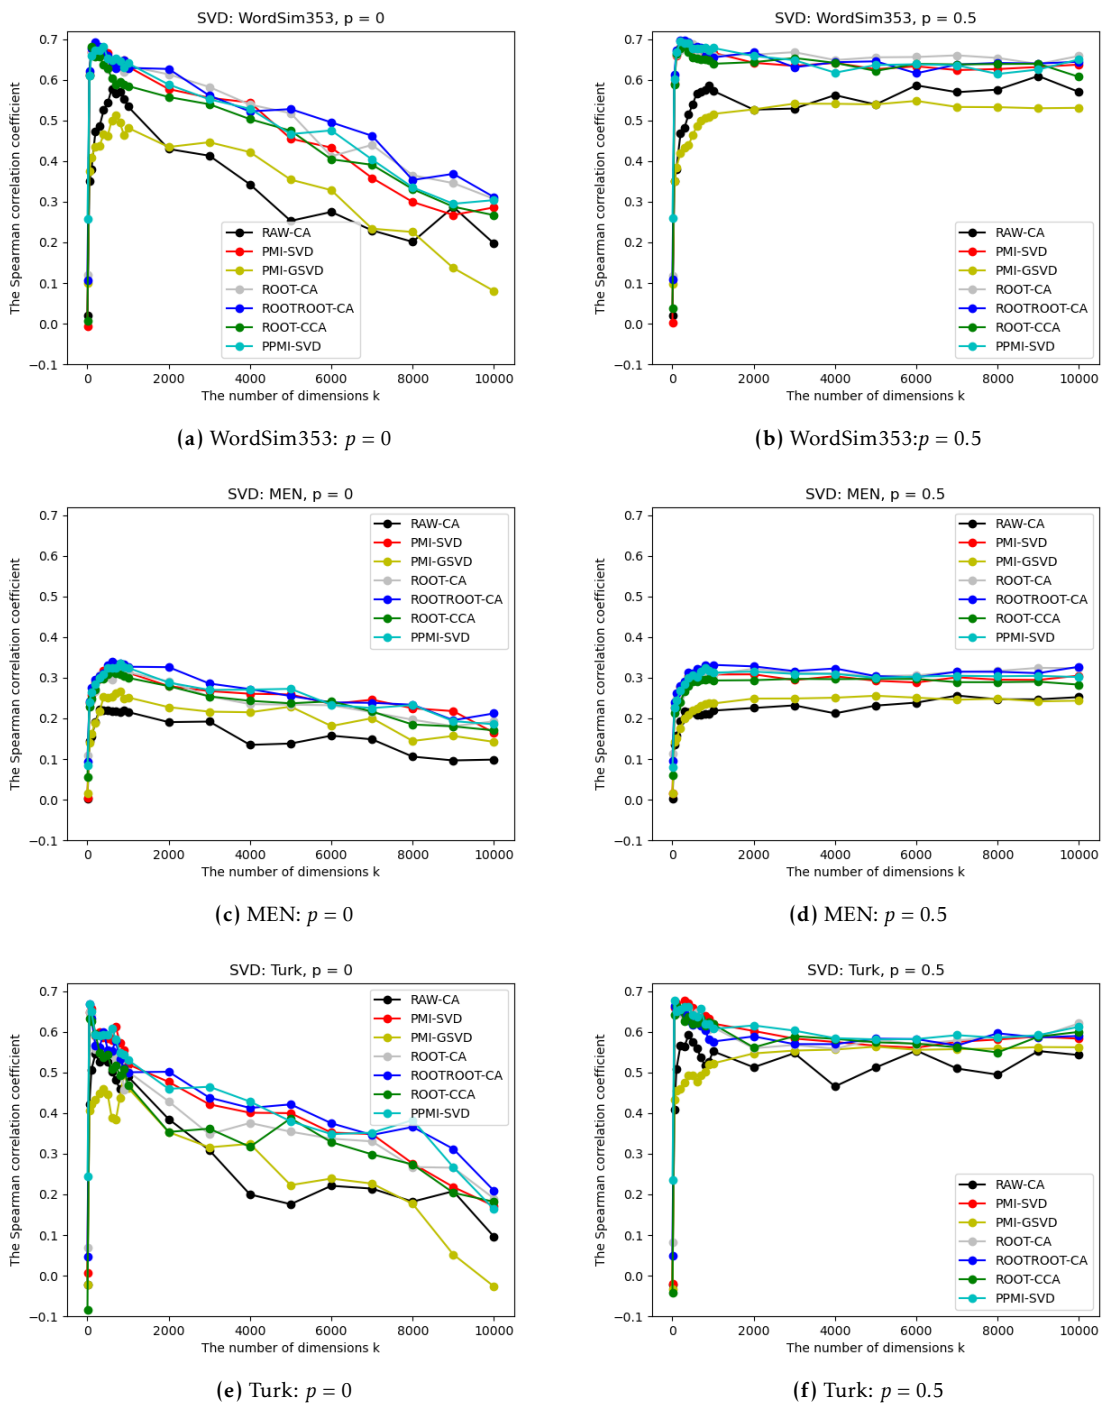 SVD: WordSim353, p = 0
The Spearman correlation coefficient
0.7
0.6
0.5
0.4
0.3
0.2
0.1
0.0
−0.1
RAW-CA
PMI-SVD
PMI-GSVD
ROOT-CA
ROOTROOT-CA
ROOT-CCA
PPMI-SVD
0 2000 4000 6000 8000 10000
The number of dimensions k
(a) WordSim353: p = 0
SVD: WordSim353, p = 0.5
The Spearman correlation coefficient
0.7
0.6
0.5
0.4
0.3
0.2
0.1
0.0
−0.1
RAW-CA
PMI-SVD
PMI-GSVD
ROOT-CA
ROOTROOT-CA
ROOT-CCA
PPMI-SVD
0 2000 4000 6000 8000 10000
The number of dimensions k
(b) WordSim353:p = 0.5
SVD: MEN, p = 0
The Spearman correlation coefficient
0.7
0.6
0.5
0.4
0.3
0.2
0.1
0.0
−0.1
RAW-CA
PMI-SVD
PMI-GSVD
ROOT-CA
ROOTROOT-CA
ROOT-CCA
PPMI-SVD
0 2000 4000 6000 8000 10000
The number of dimensions k
(c) MEN: p = 0
SVD: MEN, p = 0.5
The Spearman correlation coefficient
0.7
0.6
0.5
0.4
0.3
0.2
0.1
0.0
−0.1
RAW-CA
PMI-SVD
PMI-GSVD
ROOT-CA
ROOTROOT-CA
ROOT-CCA
PPMI-SVD
0 2000 4000 6000 8000 10000
The number of dimensions k
(d) MEN: p = 0.5
SVD: Turk, p = 0
The Spearman correlation coefficient
0.7
0.6
0.5
0.4
0.3
0.2
0.1
0.0
−0.1
RAW-CA
PMI-SVD
PMI-GSVD
ROOT-CA
ROOTROOT-CA
ROOT-CCA
PPMI-SVD
0 2000 4000 6000 8000 10000
The number of dimensions k
(e) Turk: p = 0
SVD: Turk, p = 0.5
The Spearman correlation coefficient
0.7
0.6
0.5
0.4
0.3
0.2
0.1
0.0
−0.1
RAW-CA
PMI-SVD
PMI-GSVD
ROOT-CA
ROOTROOT-CA
ROOT-CCA
PPMI-SVD
0 2000 4000 6000 8000 10000
The number of dimensions k
(f) Turk: p = 0.5